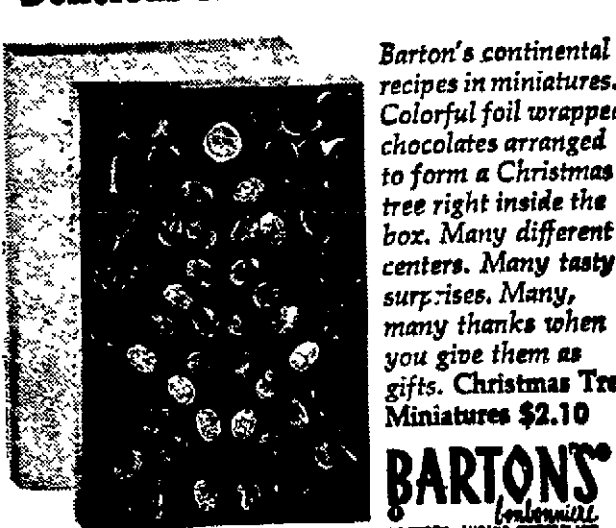 Barton's continental
recipes in miniatures.
Colorful foil wrapped
chocolates arranged
to form a Christmas
tree right inside the
box. Many different
centers. Many tasty
surprises. Many,
many thanks when
you give them as
gifts. Christmas Tre
Miniatures $2.10
BARTON'S
bonbonniere